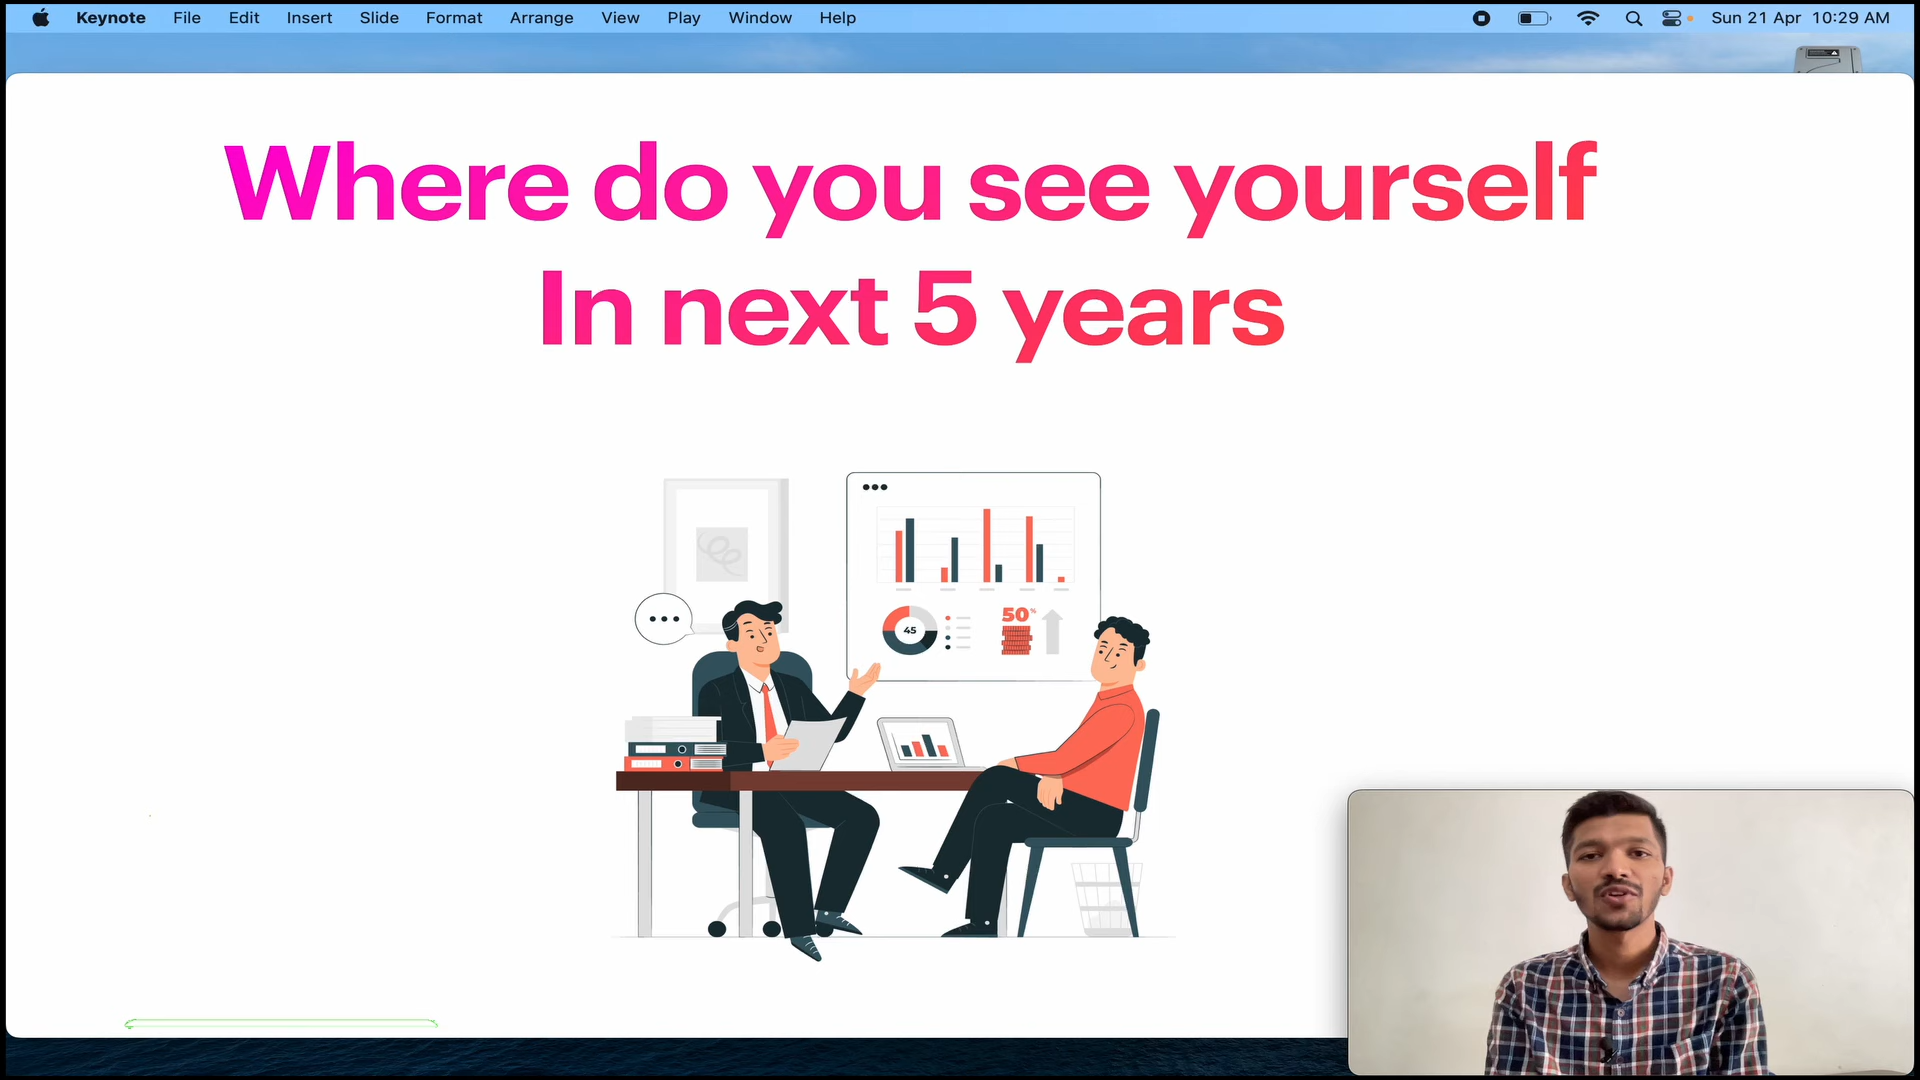 Keynote File Edit Insert Slide Format Arrange View Play Window Help Sun 21 Apr 10:29 AM
Where do you see yourself
In next 5 years
50%
45